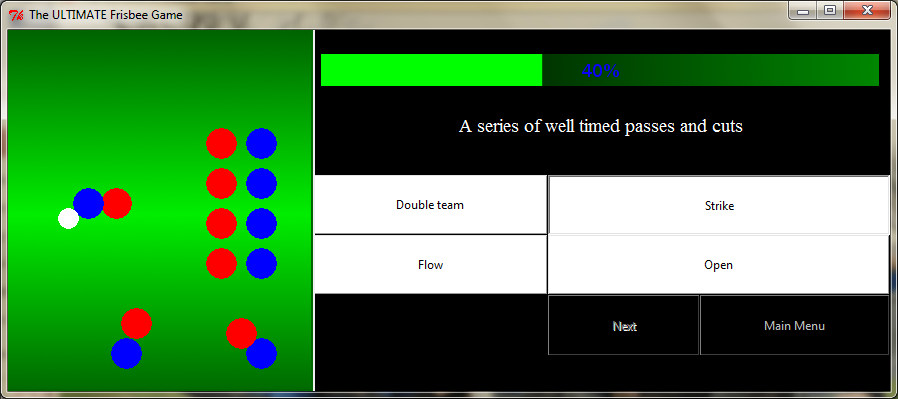 The ULTIMATE Frisbee Game
40%
A series of well timed passes and cuts
Double team
Strike
Flow
Open
Next
Main Menu